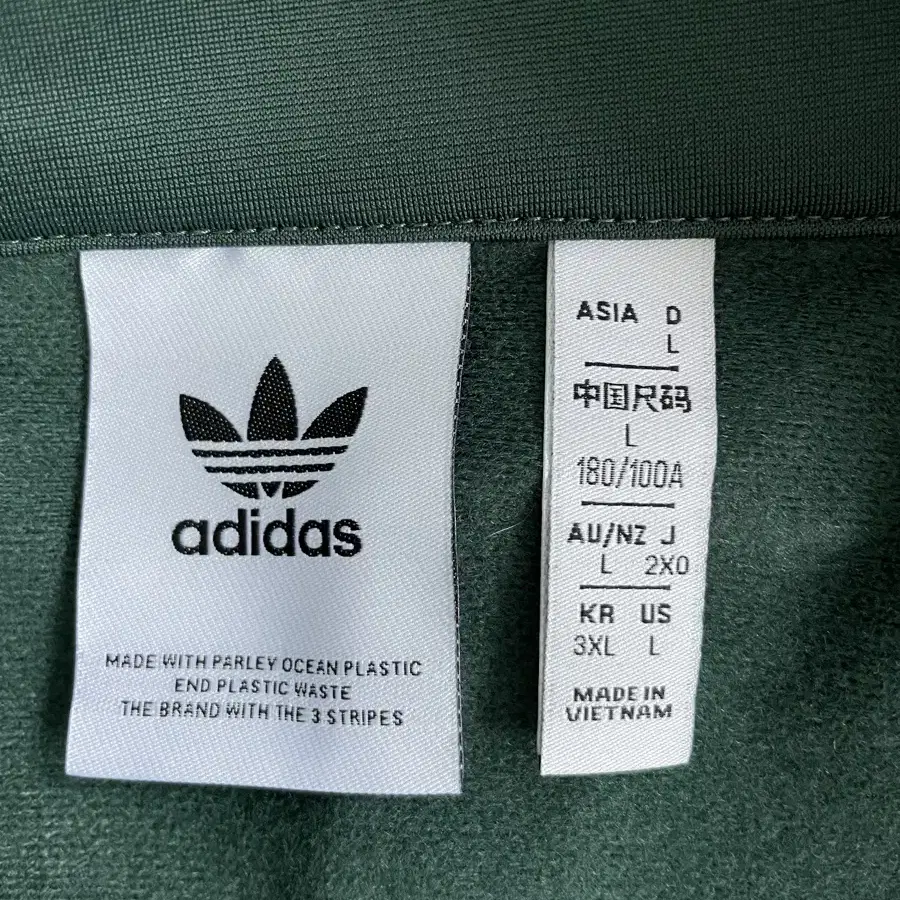 adidas
MADE WITH PARLEY OCEAN PLASTIC
END PLASTIC WASTE
THE BRAND WITH THE 3 STRIPES
ASIA D
L
中国尺码
L
180/100A
AU/NZ J
L 2XO
KR US
3XL L
MADE IN
VIETNAM